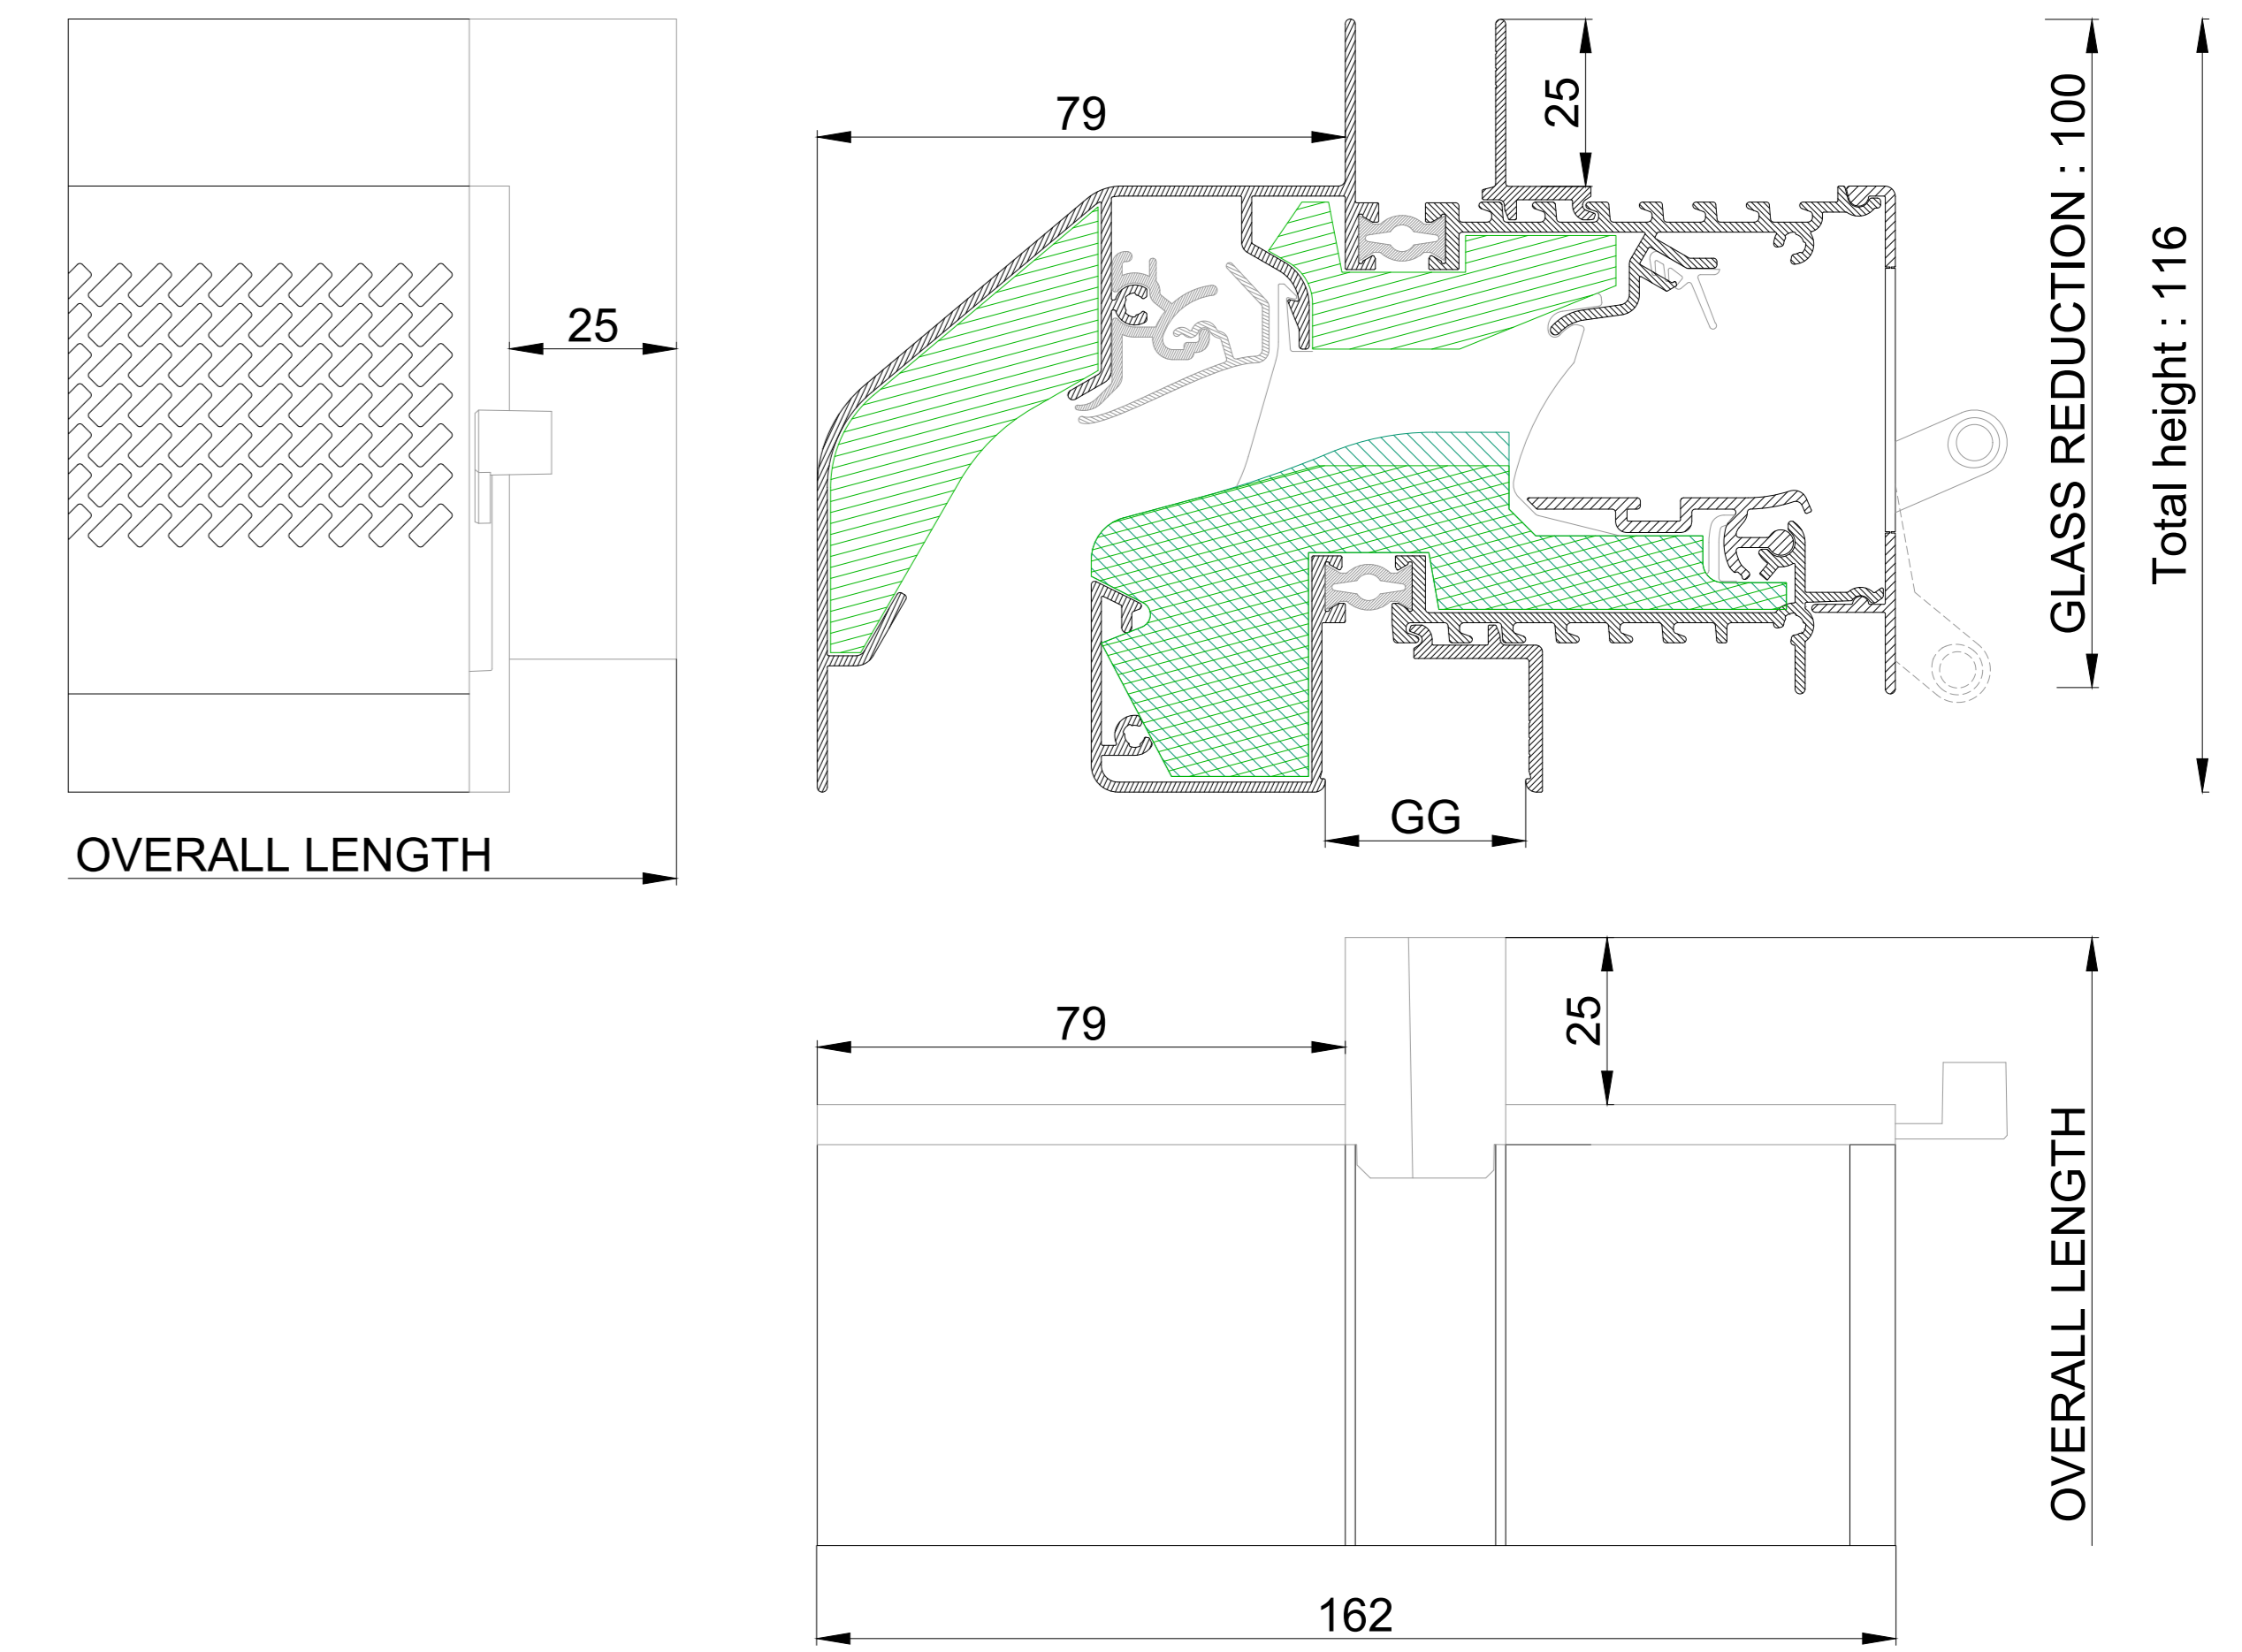 79
25
25
GLASS REDUCTION : 100
Total height : 116
GG
OVERALL LENGTH
79
25
OVERALL LENGTH
162